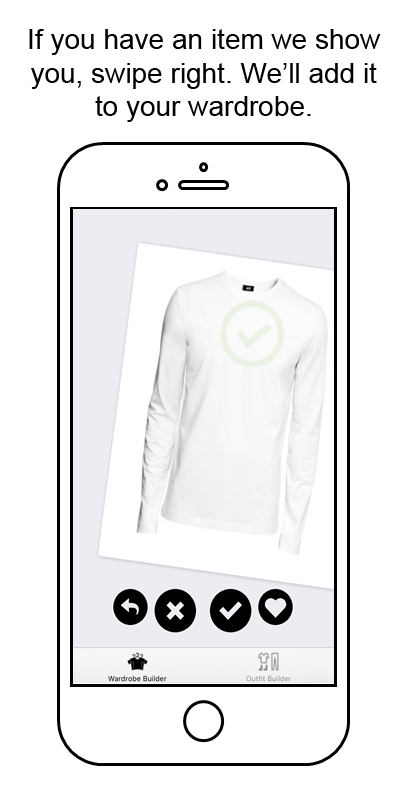 If you have an item we show
you, swipe right. We’ll add it
to your wardrobe.
Wardrobe Builder
Outfit Builder